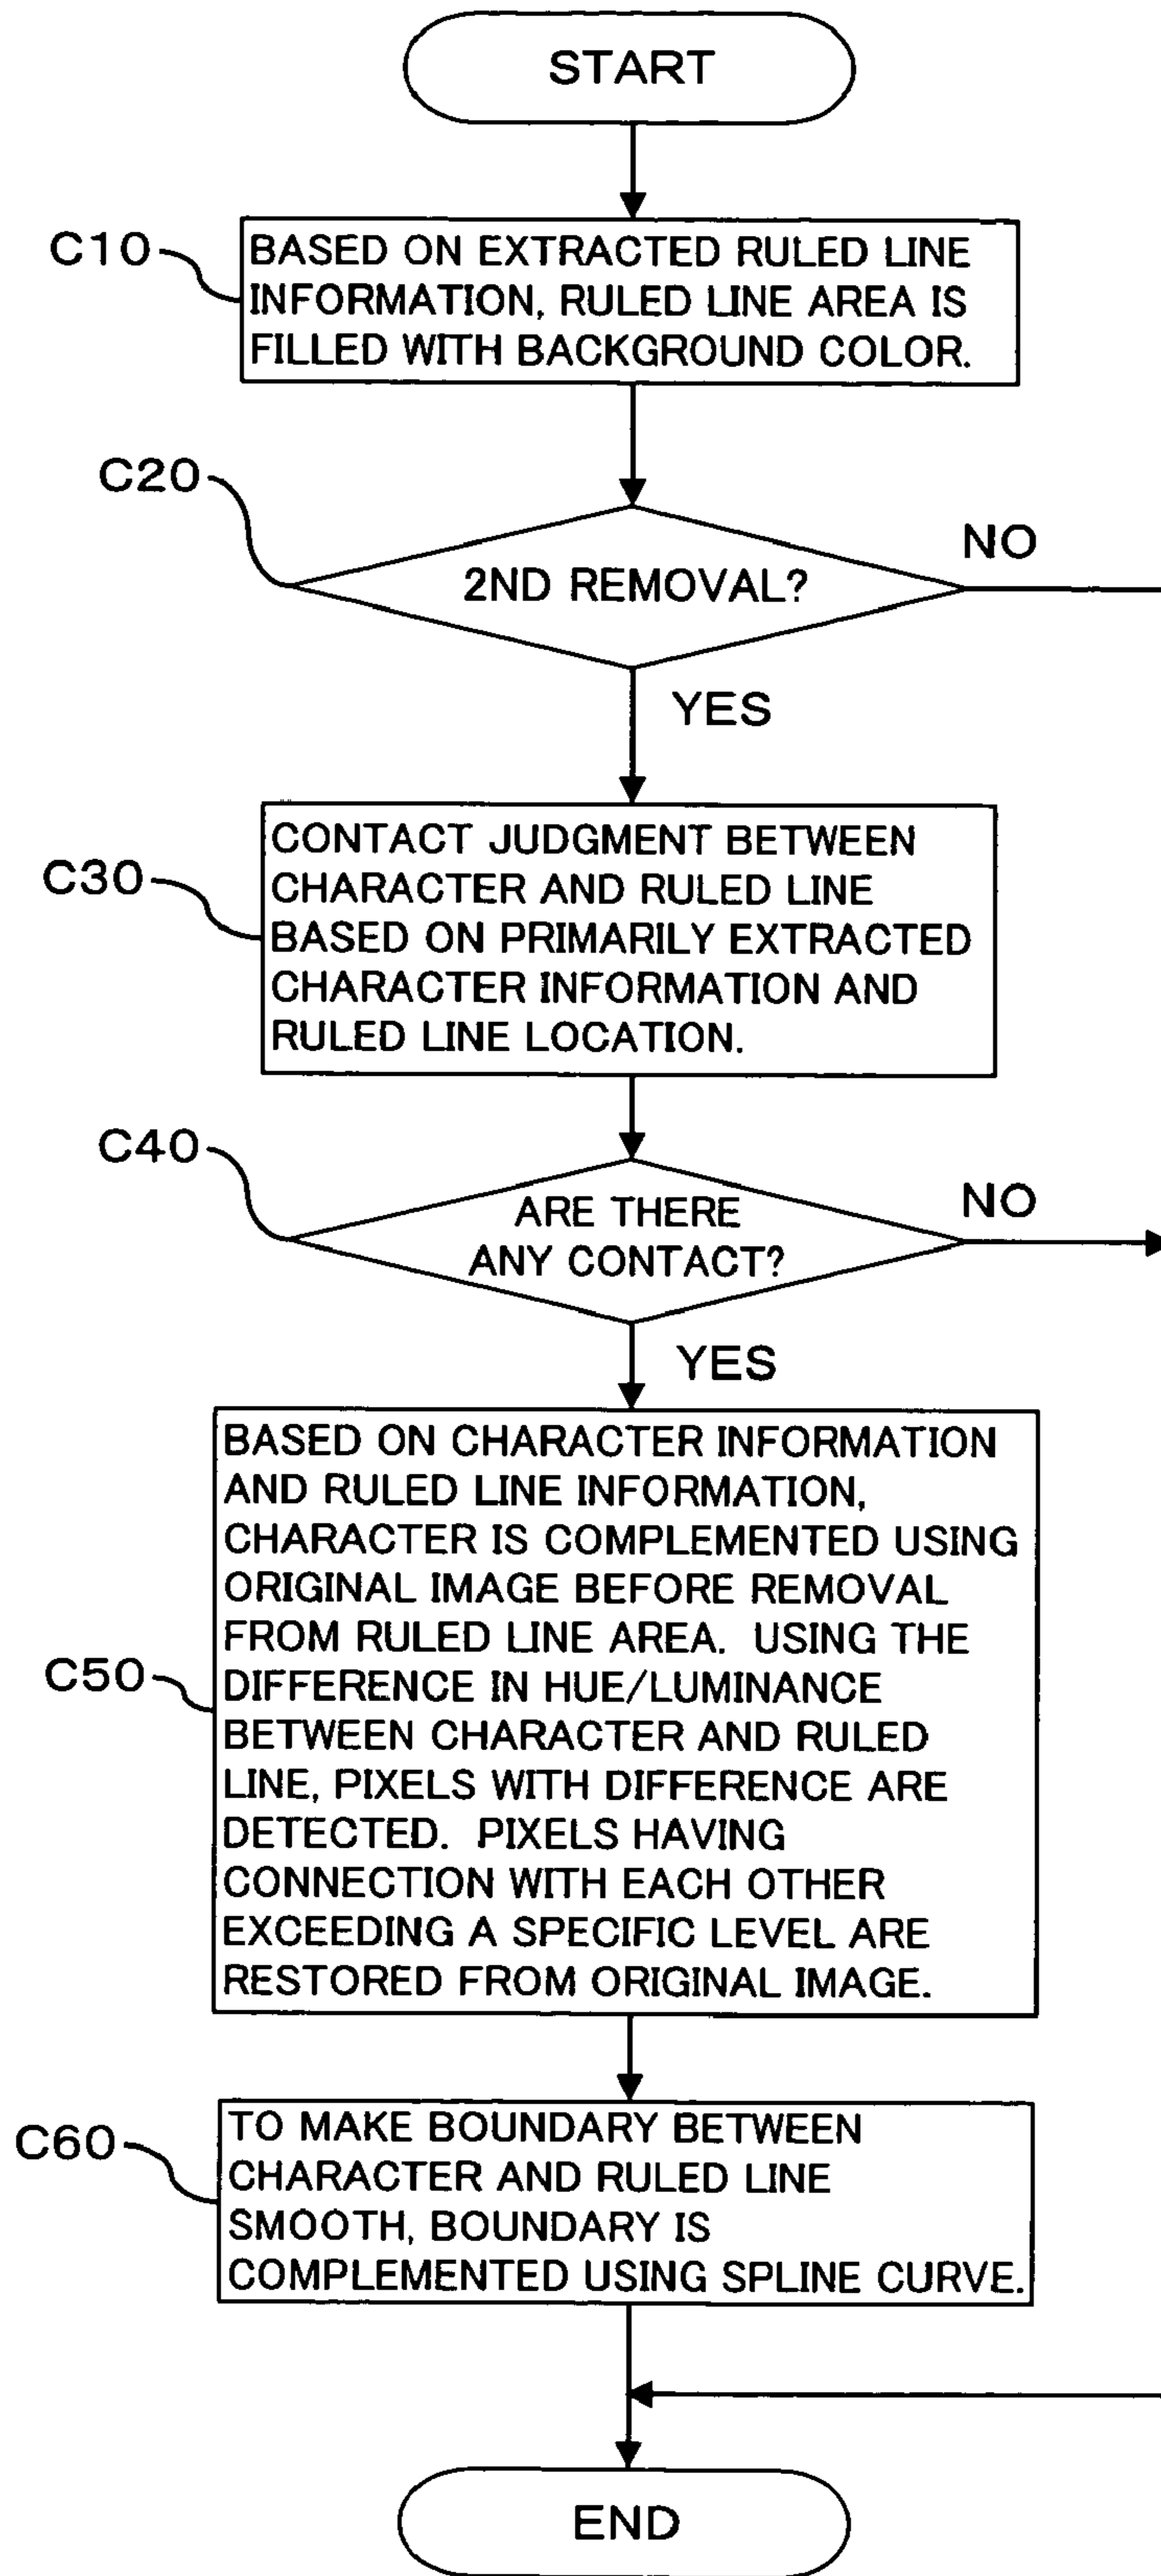 START
C10
BASED ON EXTRACTED RULED LINE
INFORMATION, RULED LINE AREA IS
FILLED WITH BACKGROUND COLOR.
C20
2ND REMOVAL?
NO
YES
C30
CONTACT JUDGMENT BETWEEN
CHARACTER AND RULED LINE
BASED ON PRIMARILY EXTRACTED
CHARACTER INFORMATION AND
RULED LINE LOCATION.
C40
ARE THERE
ANY CONTACT?
NO
YES
C50
BASED ON CHARACTER INFORMATION
AND RULED LINE INFORMATION,
CHARACTER IS COMPLEMENTED USING
ORIGINAL IMAGE BEFORE REMOVAL
FROM RULED LINE AREA. USING THE
DIFFERENCE IN HUE/LUMINANCE
BETWEEN CHARACTER AND RULED
LINE, PIXELS WITH DIFFERENCE ARE
DETECTED. PIXELS HAVING
CONNECTION WITH EACH OTHER
EXCEEDING A SPECIFIC LEVEL ARE
RESTORED FROM ORIGINAL IMAGE.
C60
TO MAKE BOUNDARY BETWEEN
CHARACTER AND RULED LINE
SMOOTH, BOUNDARY IS
COMPLEMENTED USING SPLINE CURVE.
END